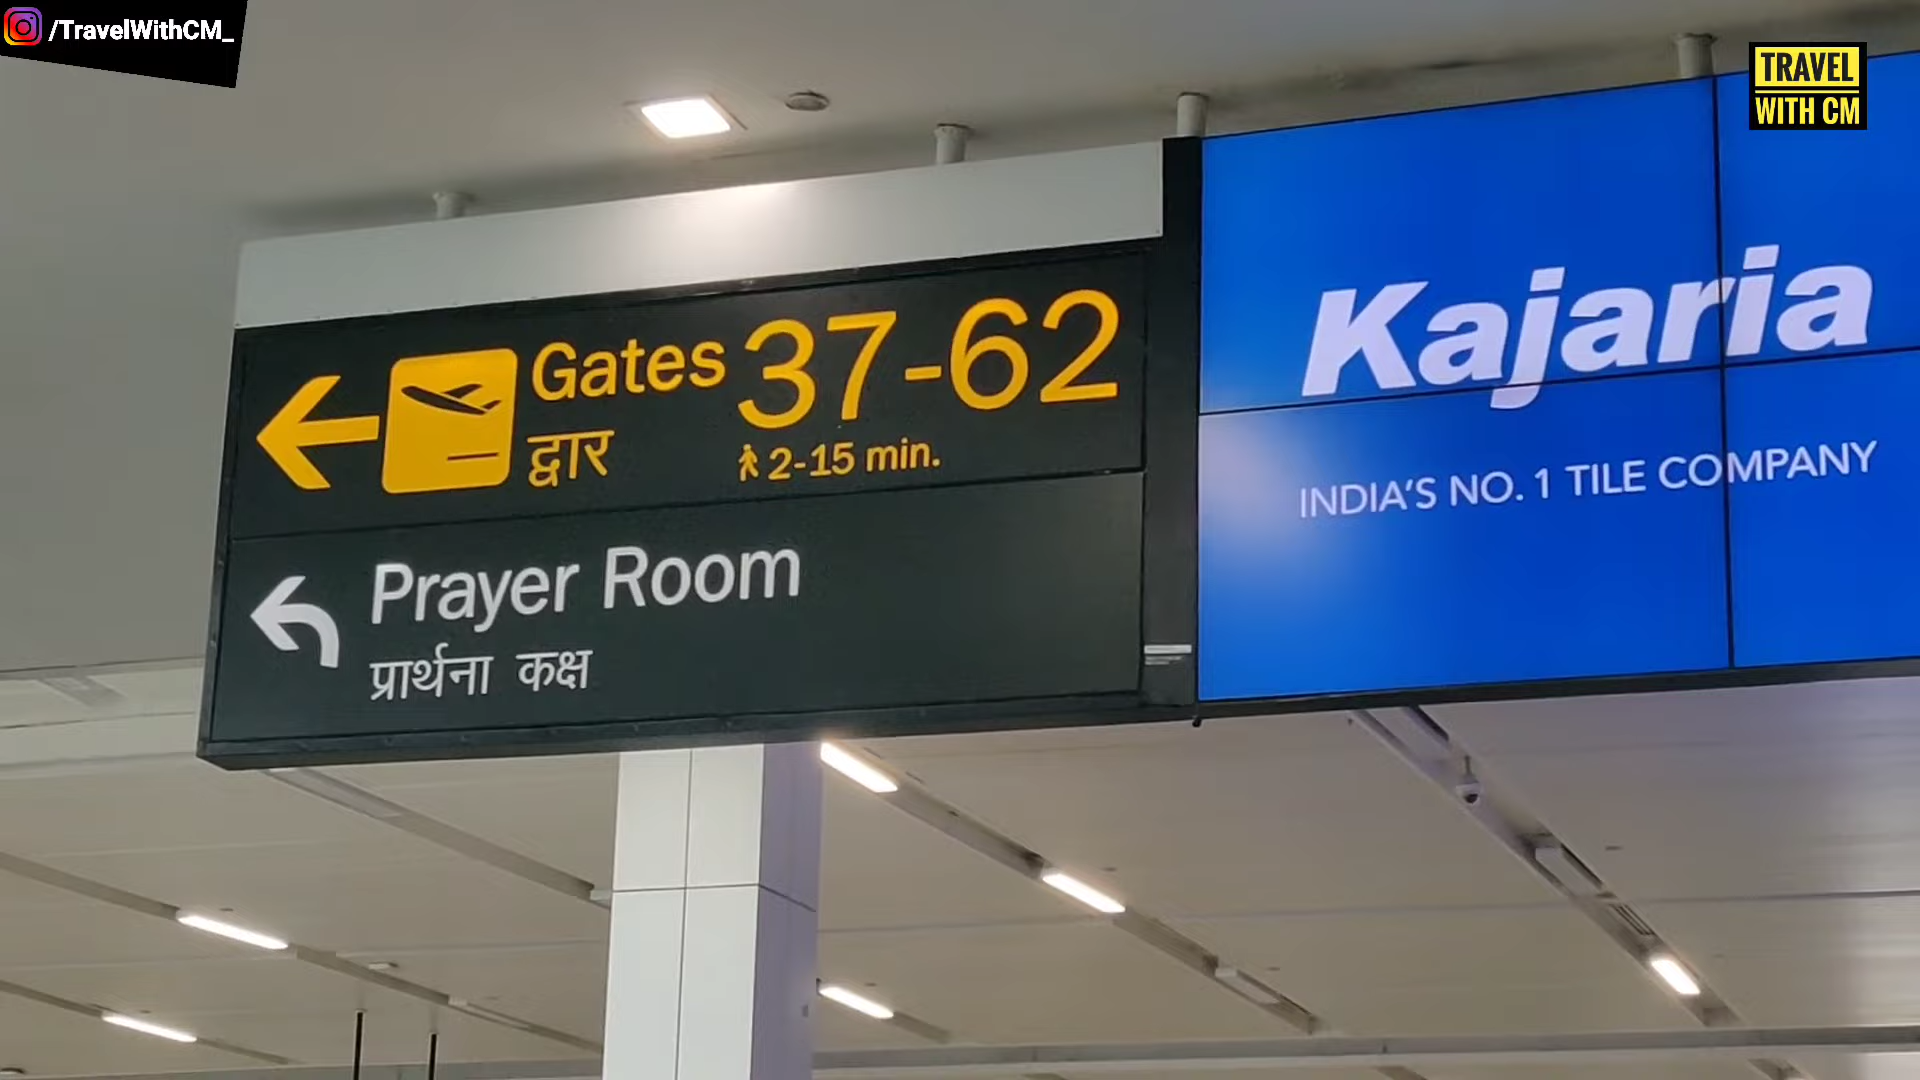 /TravelWithCM_
TRAVEL
WITH CM
Gates 37-62
द्वार
2-15 min.
Prayer Room
प्रार्थना कक्ष
Kajaria
INDIA'S NO. 1 TILE COMPANY